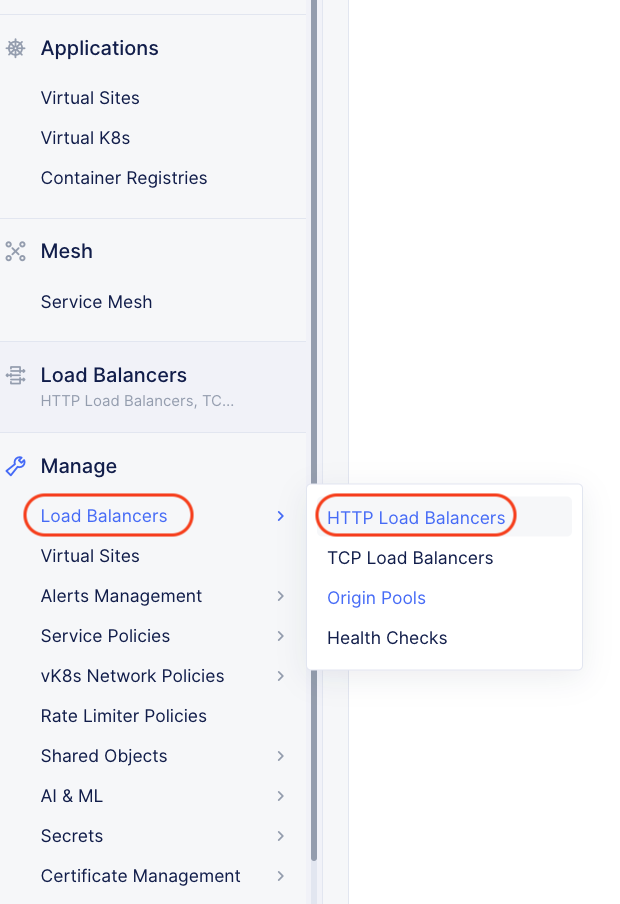 Applications
Virtual Sites
Virtual K8s
Container Registries
Mesh
Service Mesh
Load Balancers
HTTP Load Balancers, TC...
Manage
Load Balancers
HTTP Load Balancers
TCP Load Balancers
Origin Pools
Health Checks
Virtual Sites
Alerts Management
Service Policies
vK8s Network Policies
Rate Limiter Policies
Shared Objects
AI & ML
Secrets
Certificate Management